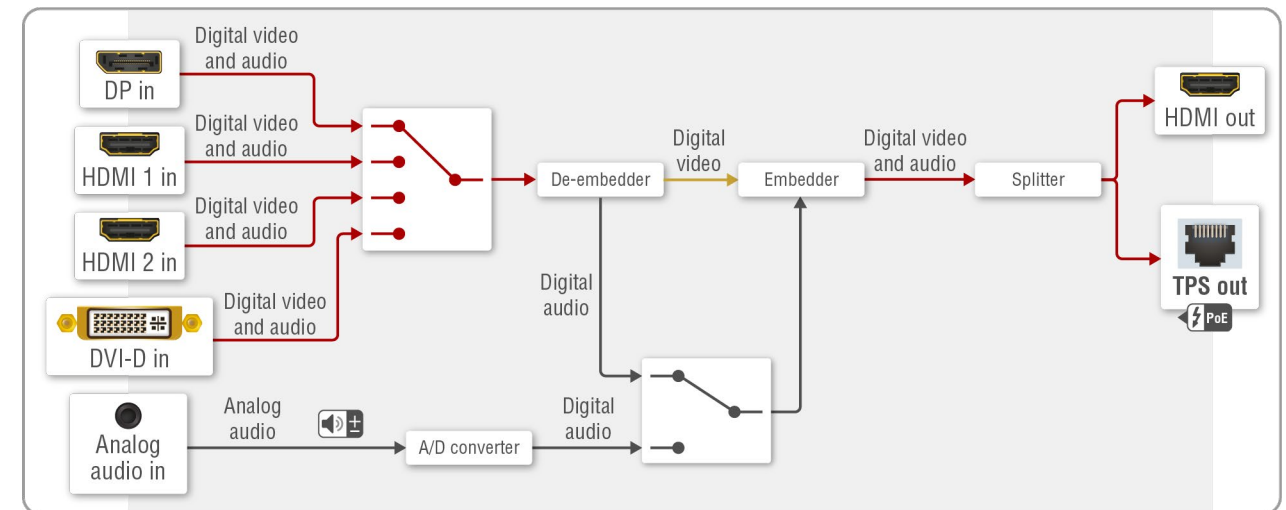 Digital video
and audio
DP in
Digital video
and audio
HDMI 1 in
Digital video
and audio
HDMI 2 in
Digital video
and audio
DVI-D in
Analog
audio in
Analog
audio
A/D converter
Digital
audio
Digital
audio
De-embedder
Digital
video
Embedder
Digital video
and audio
Splitter
HDMI out
TPS out
PoE